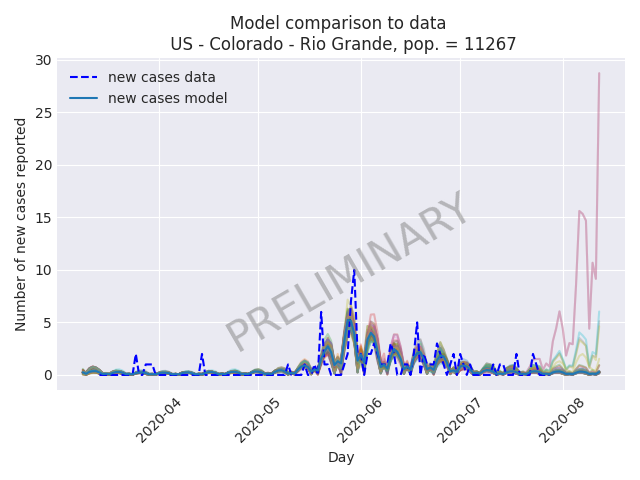 Model comparison to data
US - Colorado - Rio Grande, pop. = 11267
new cases data
new cases model
PRELIMINARY
Number of new cases reported
30
25
20
15
10
5
0
2020-04
2020-05
2020-06
2020-07
2020-08
Day